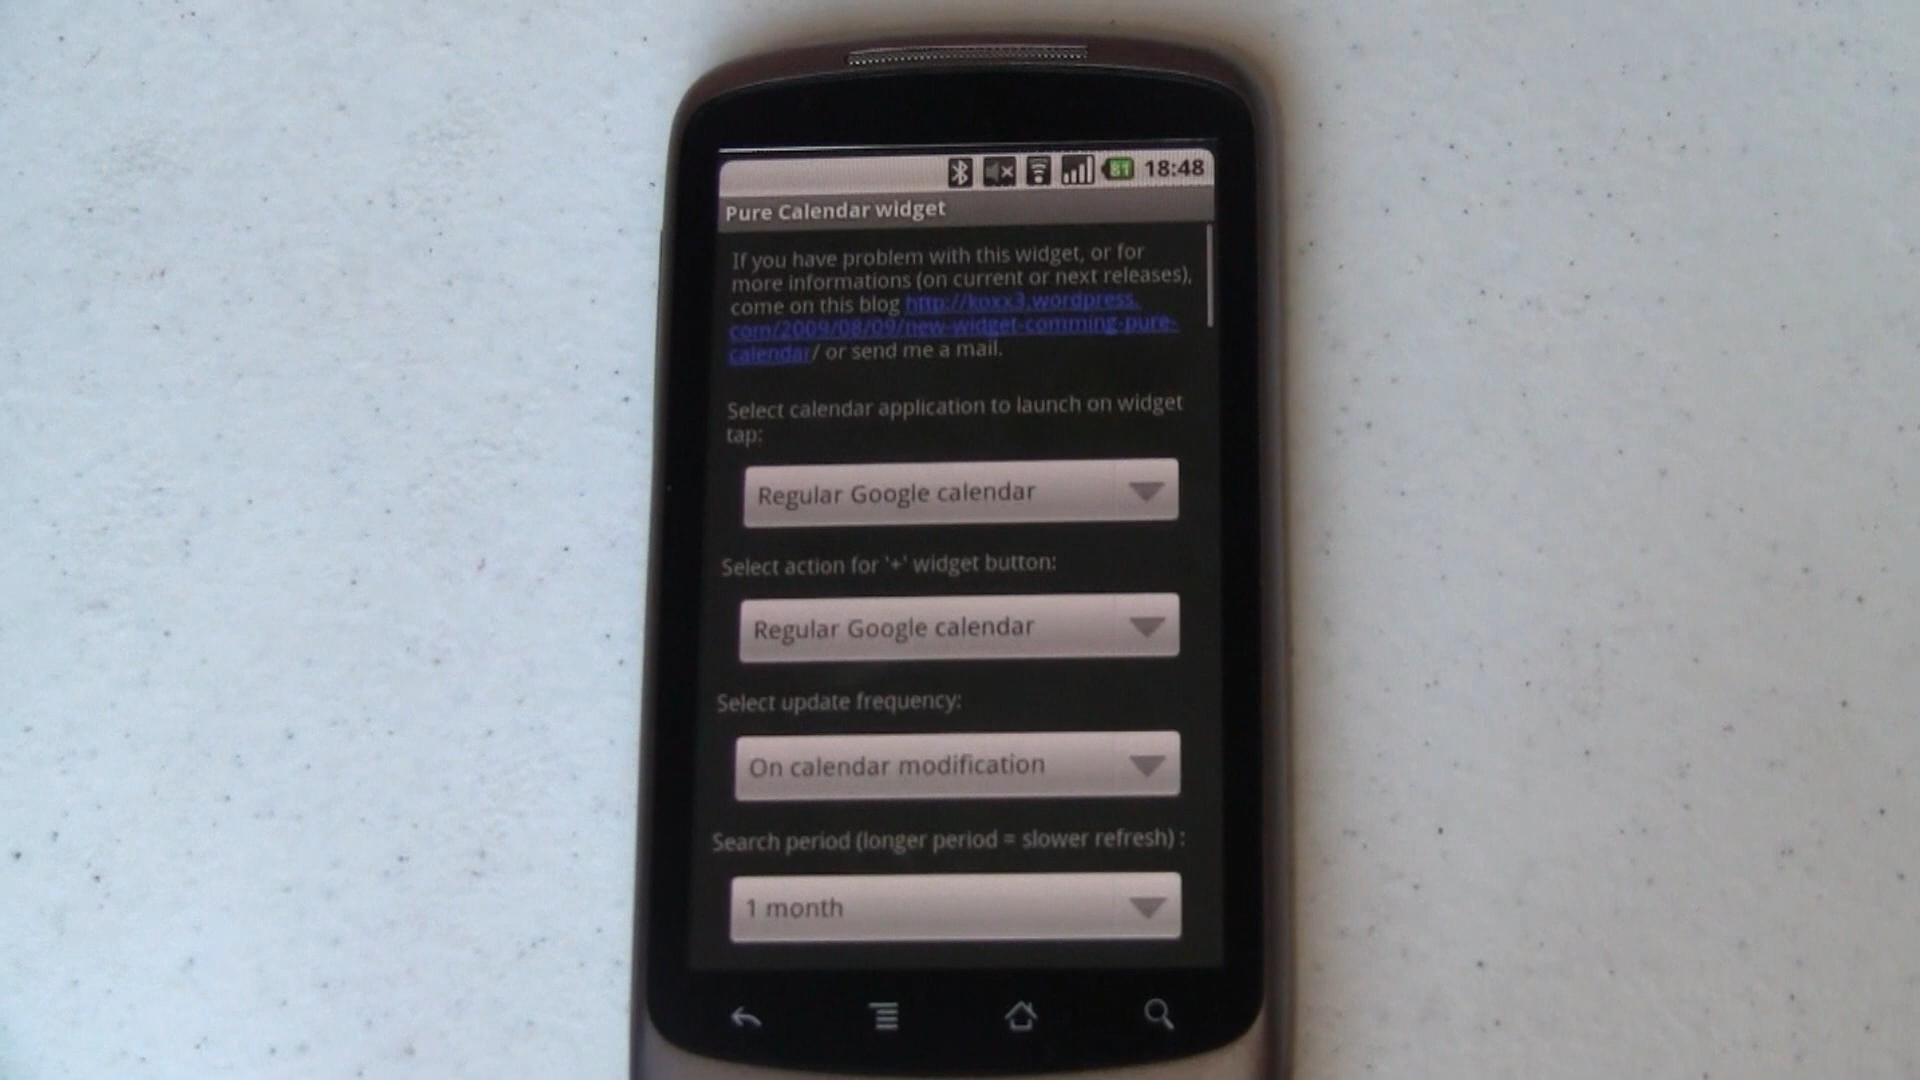 81 18:48
Pure Calendar widget
If you have problem with this widget, or for
more informations (on current or next releases),
come on this blog http://koxx3.wordpress.
com/2009/08/09/new-widget-comming-pure-
calendar/ or send me a mail.
Select calendar application to launch on widget
tap:
Regular Google calendar
Select action for '+' widget button:
Regular Google calendar
Select update frequency:
On calendar modification
Search period (longer period = slower refresh) :
1 month